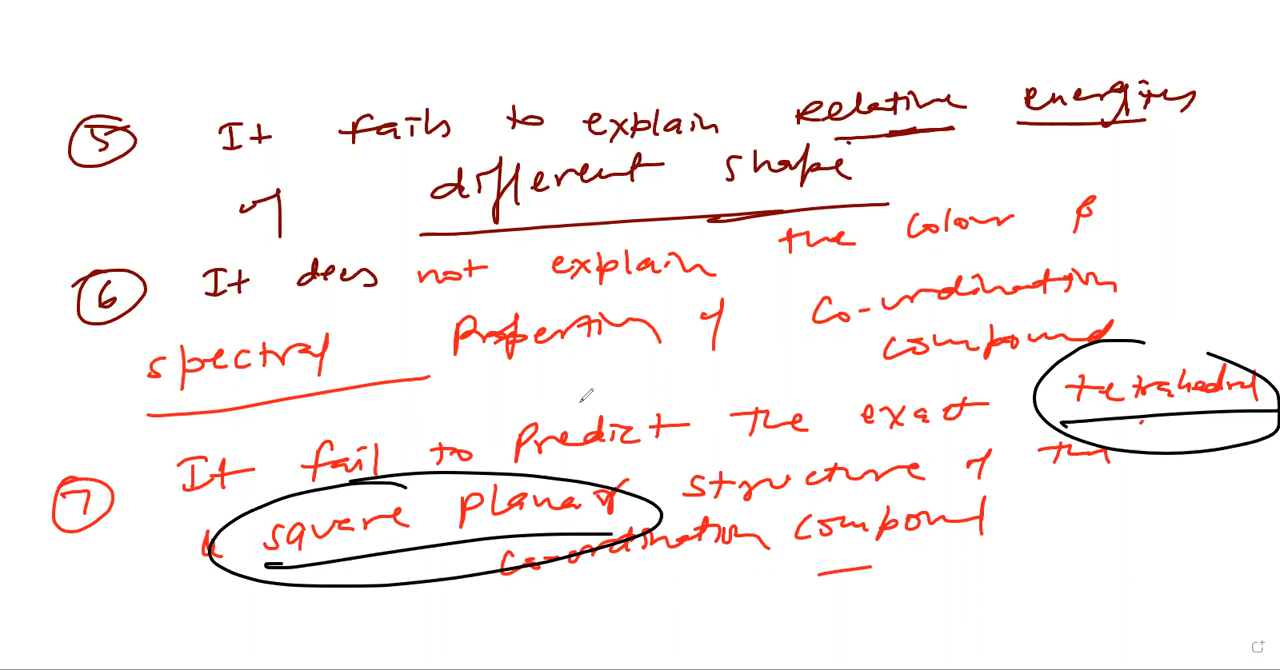 ⑤ It fails to explain relative energies
of different shape
⑥ It does not explain the colour &
spectral Properties of Co-ordination
compound
tetrahedral
⑦ It fail to Predict the exact
& square planar structure of the
co-ordination compound